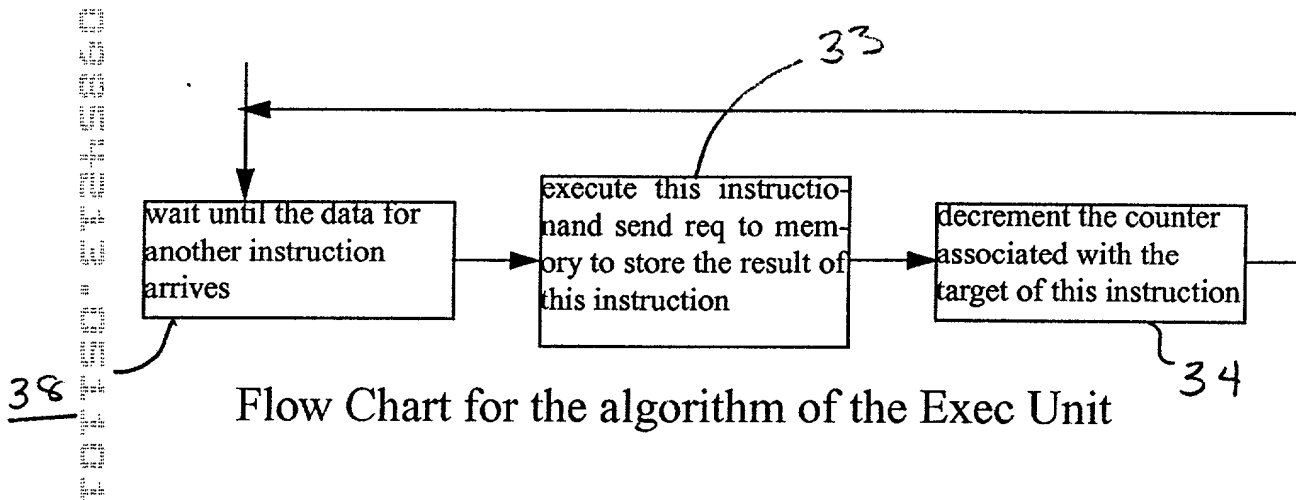 33
wait until the data for
another instruction
arrives
execute this instructio-
nand send req to mem-
ory to store the result of
this instruction
decrement the counter
associated with the
target of this instruction
38
34
Flow Chart for the algorithm of the Exec Unit